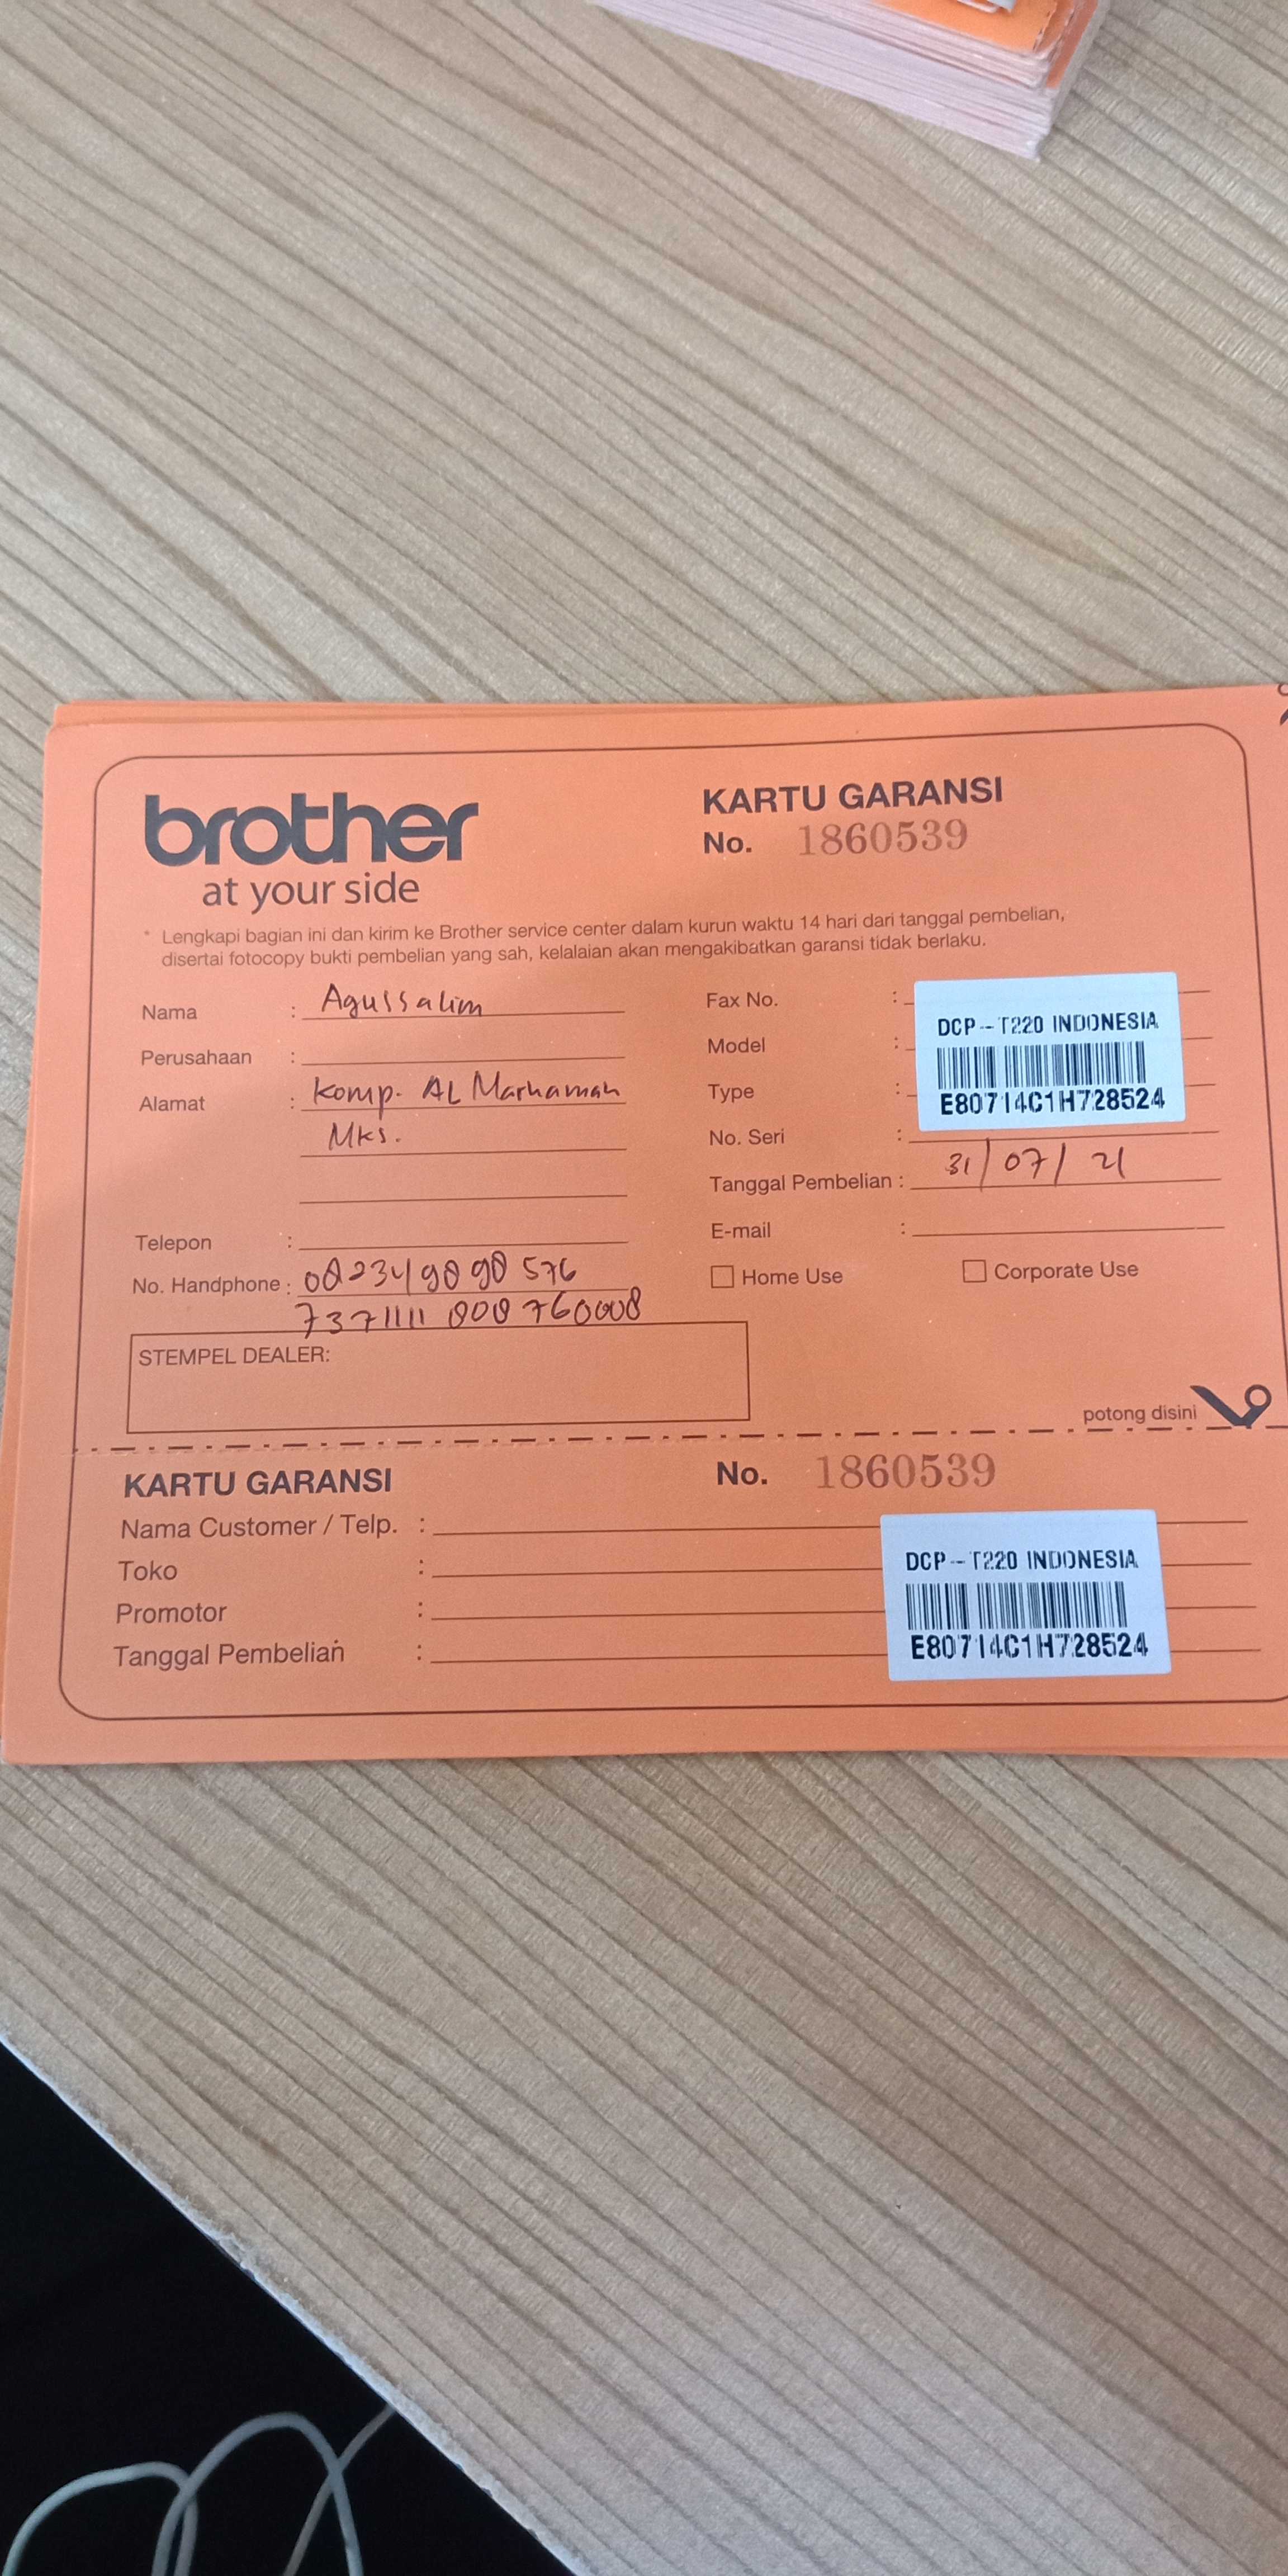 brother
at your side
KARTU GARANSI
No. 1860539
* Lengkapi bagian ini dan kirim ke Brother service center dalam kurun waktu 14 hari dari tanggal pembelian,
disertai fotocopy bukti pembelian yang sah, kelalaian akan mengakibatkan garansi tidak berlaku.
Nama : Agussalim
Perusahaan :
Alamat : Komp. AL Marhamah
Mks.
Telepon :
No. Handphone : 082349898576
7371111 808760008
STEMPEL DEALER:
Fax No. :
Model :
Type :
No. Seri :
DCP-T220 INDONESIA
E80714C1H728524
Tanggal Pembelian : 31/07/21
E-mail :
Home Use Corporate Use
potong disini
KARTU GARANSI No. 1860539
Nama Customer / Telp. :
Toko :
Promotor :
Tanggal Pembelian :
DCP-T220 INDONESIA
E80714C1H728524